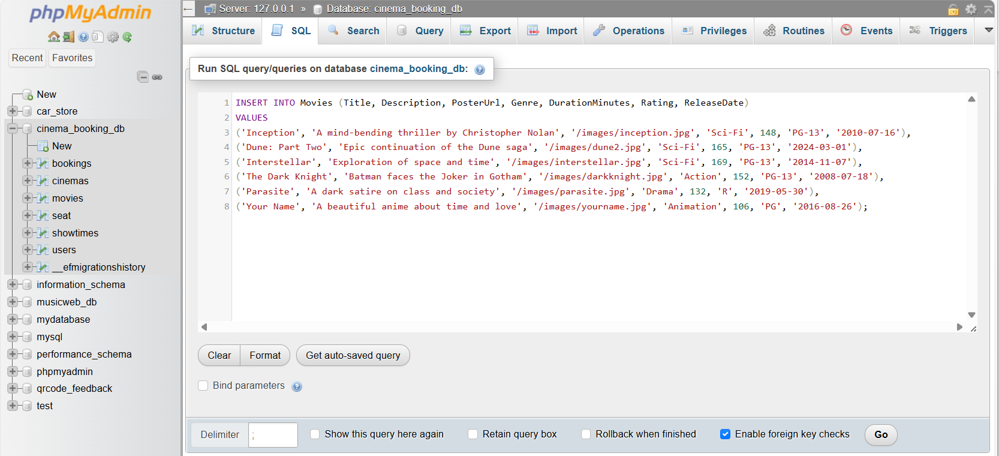 phpMyAdmin
Recent
Favorites
New
car_store
cinema_booking_db
New
bookings
cinemas
movies
seat
showtimes
users
__efmigrationshistory
information_schema
musicweb_db
mydatabase
mysql
performance_schema
phpmyadmin
qrcode_feedback
test
Server: 127.0.0.1 » Database: cinema_booking_db
Structure SQL Search Query Export Import Operations Privileges Routines Events Triggers
Run SQL query/queries on database cinema_booking_db:
1 INSERT INTO Movies (Title, Description, PosterUrl, Genre, DurationMinutes, Rating, ReleaseDate)
2 VALUES
3 ('Inception', 'A mind-bending thriller by Christopher Nolan', '/images/inception.jpg', 'Sci-Fi', 148, 'PG-13', '2010-07-16'),
4 ('Dune: Part Two', 'Epic continuation of the Dune saga', '/images/dune2.jpg', 'Sci-Fi', 165, 'PG-13', '2024-03-01'),
5 ('Interstellar', 'Exploration of space and time', '/images/interstellar.jpg', 'Sci-Fi', 169, 'PG-13', '2014-11-07'),
6 ('The Dark Knight', 'Batman faces the Joker in Gotham', '/images/darkknight.jpg', 'Action', 152, 'PG-13', '2008-07-18'),
7 ('Parasite', 'A dark satire on class and society', '/images/parasite.jpg', 'Drama', 132, 'R', '2019-05-30'),
8 ('Your Name', 'A beautiful anime about time and love', '/images/yourname.jpg', 'Animation', 106, 'PG', '2016-08-26');
Clear Format Get auto-saved query
Bind parameters
Delimiter ; Show this query here again Retain query box Rollback when finished Enable foreign key checks Go